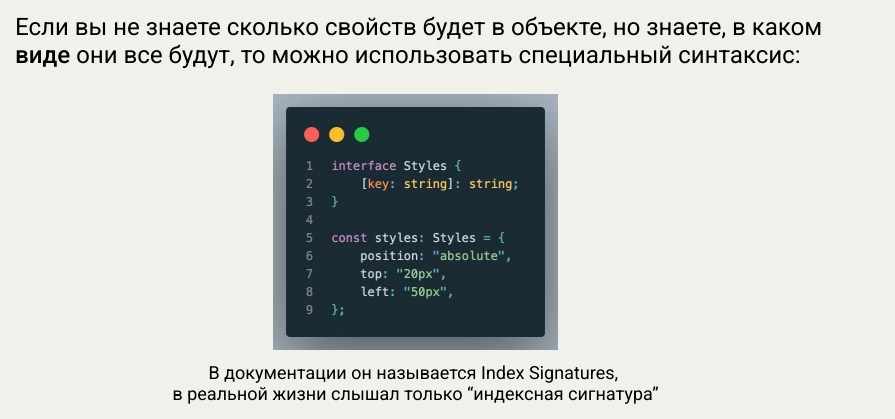 Если вы не знаете сколько свойств будет в объекте, но знаете, в каком
виде они все будут, то можно использовать специальный синтаксис:
1 interface Styles {
2 [key: string]: string;
3 }
4
5 const styles: Styles = {
6 position: "absolute",
7 top: "20px",
8 left: "50px",
9 };
В документации он называется Index Signatures,
в реальной жизни слышал только “индексная сигнатура”